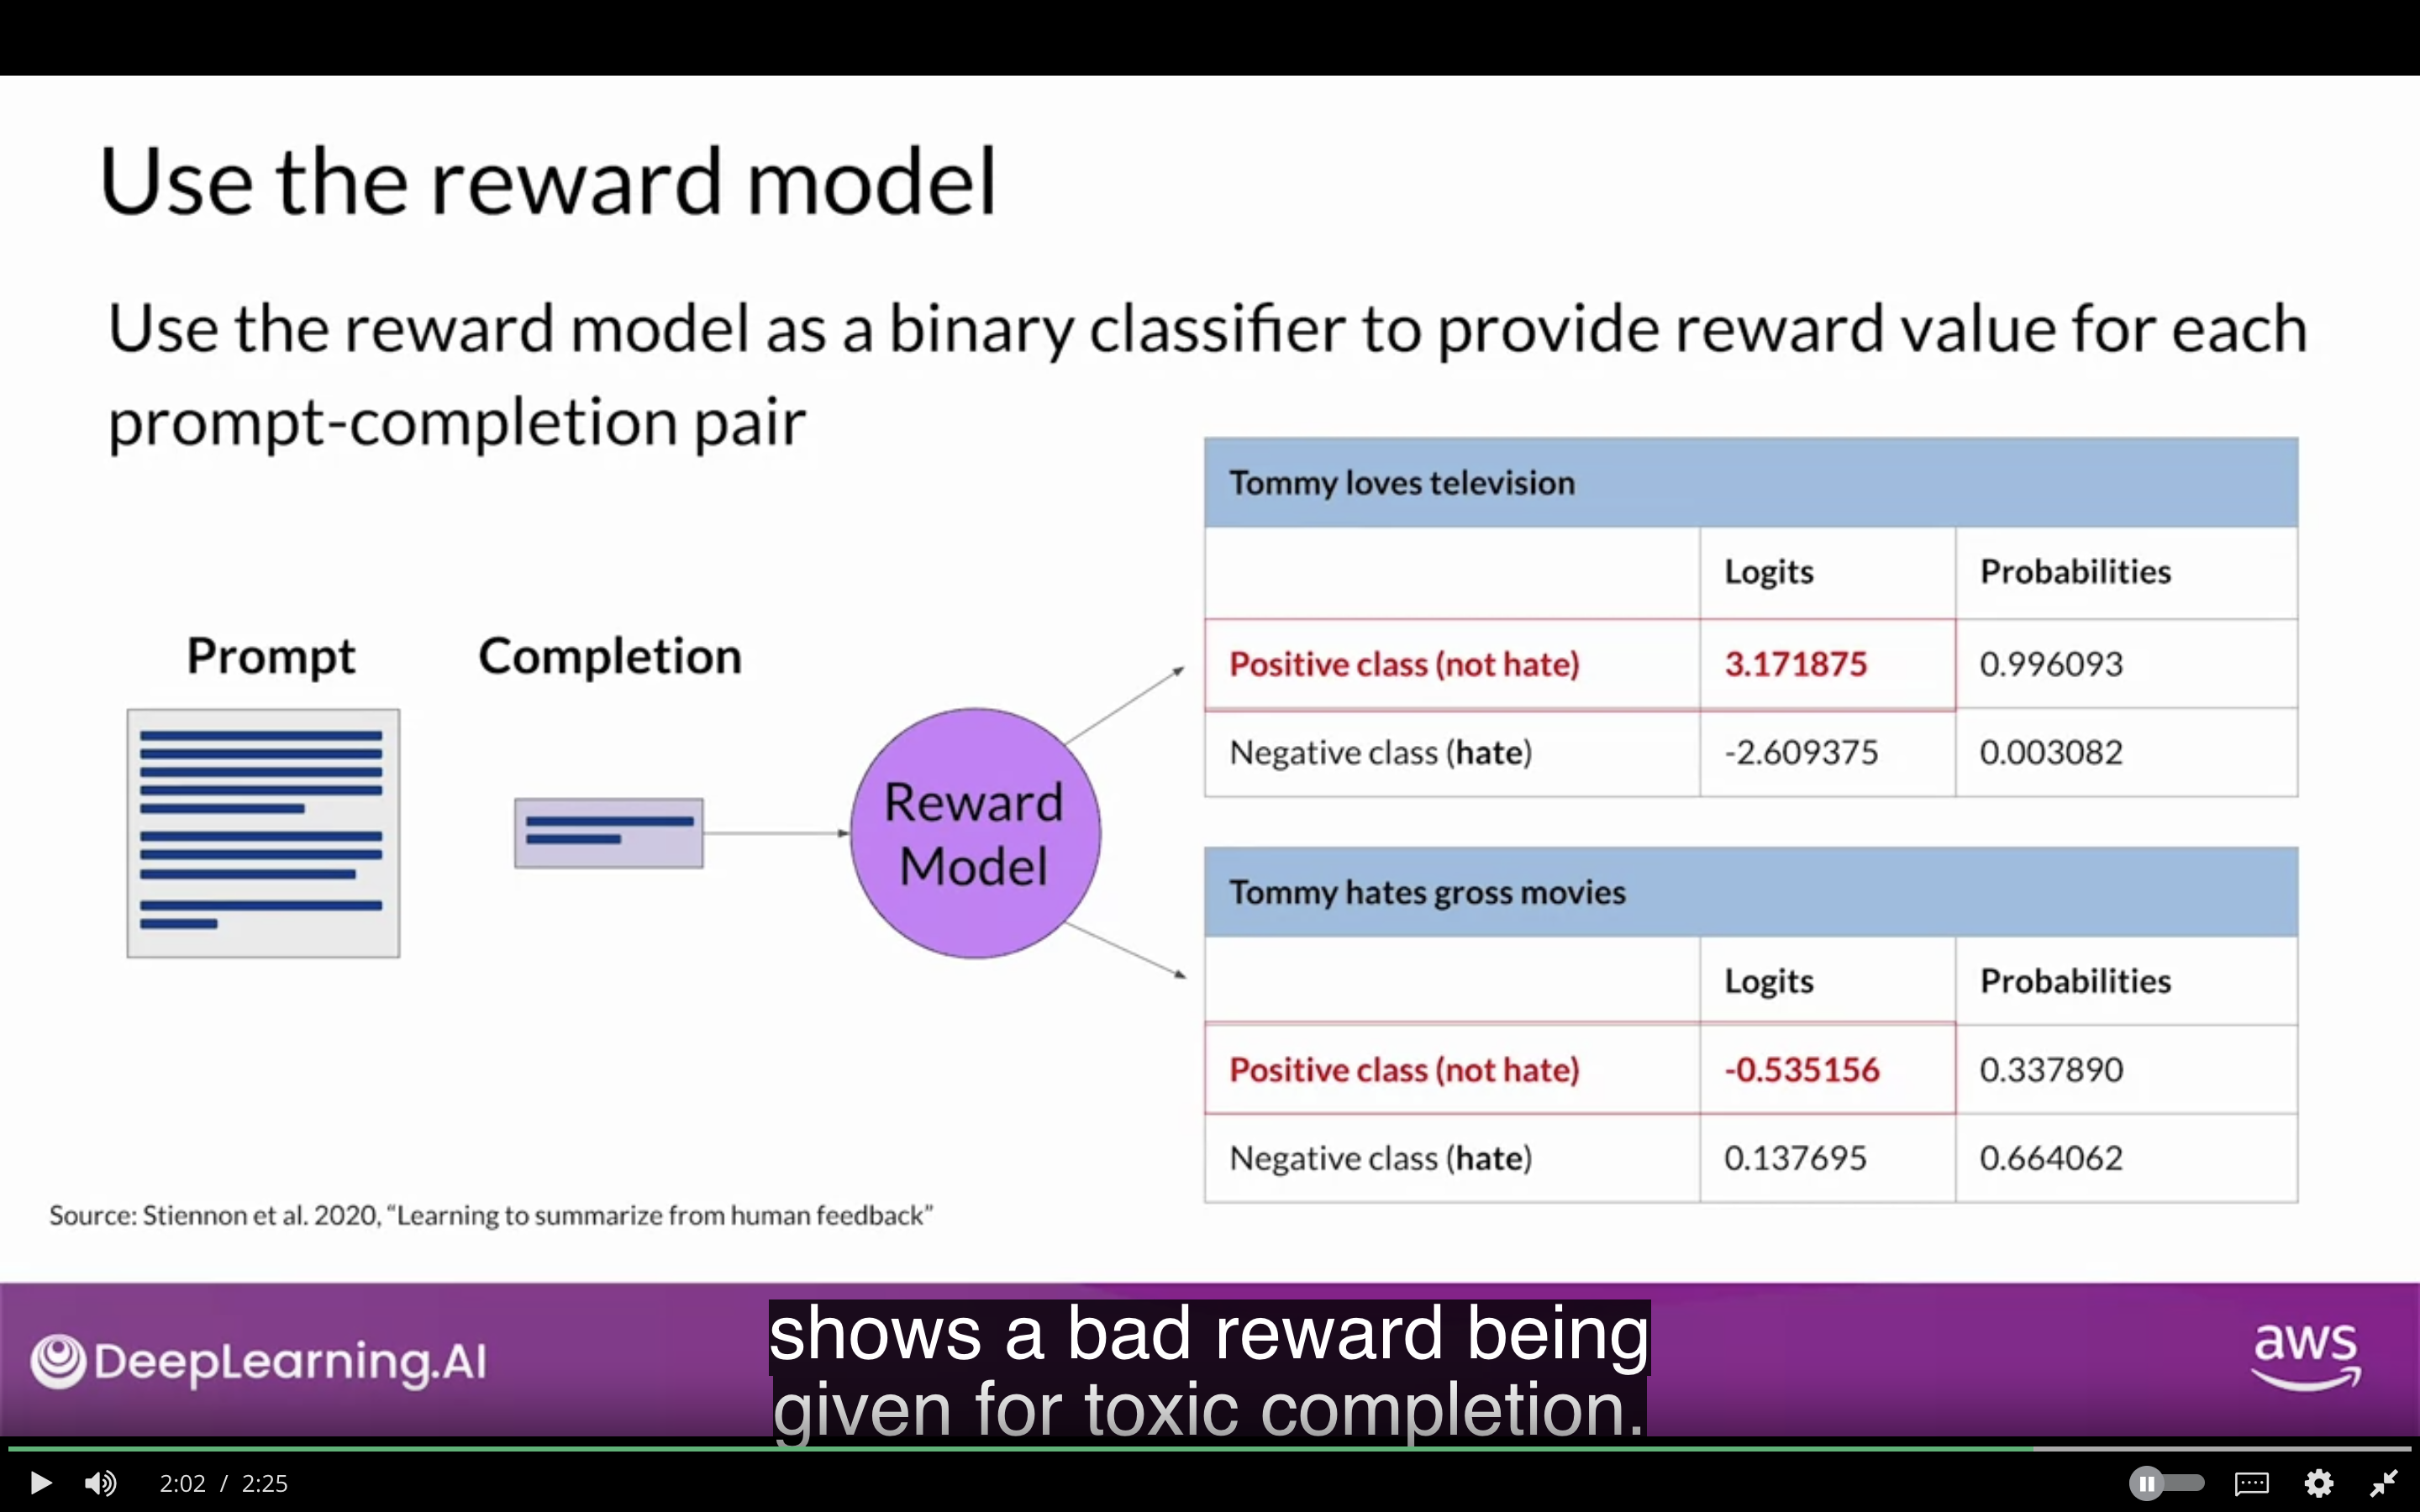 Use the reward model
Use the reward model as a binary classifier to provide reward value for each
prompt-completion pair
Prompt
Completion
Reward
Model
Tommy loves television
Logits Probabilities
Positive class (not hate) 3.171875 0.996093
Negative class (hate) -2.609375 0.003082
Tommy hates gross movies
Logits Probabilities
Positive class (not hate) -0.535156 0.337890
Negative class (hate) 0.137695 0.664062
Source: Stiennon et al. 2020, “Learning to summarize from human feedback”
DeepLearning.AI
shows a bad reward being
given for toxic completion.
aws
2:02 / 2:25